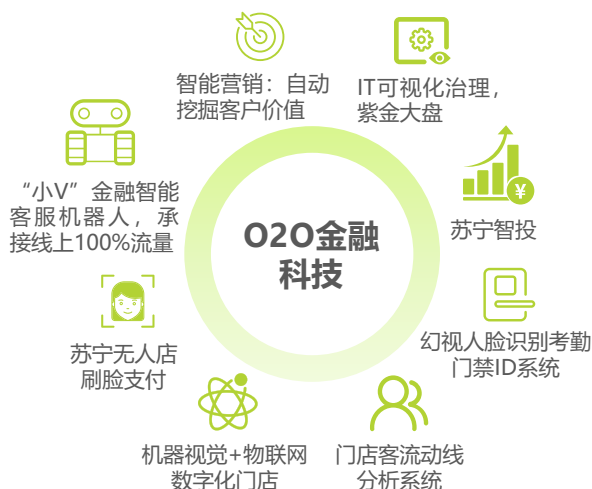 智能营销：自动
挖掘客户价值
IT可视化治理，
紫金大盘
“小V”金融智能
客服机器人，承
接线上100%流量
O2O金融
科技
¥
苏宁智投
苏宁无人店
刷脸支付
幻视人脸识别考勤
门禁ID系统
机器视觉+物联网
数字化门店
门店客流动线
分析系统